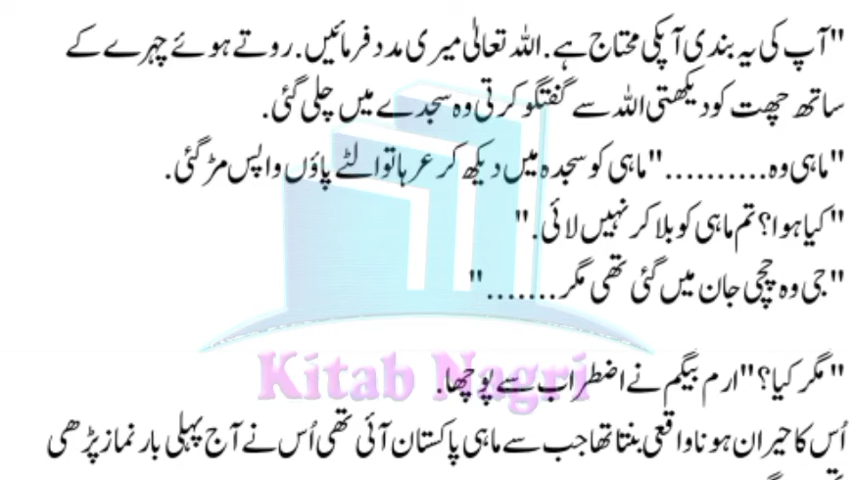 "آپ کی یہ بندی آپکی محتاج ہے. اللہ تعالٰی میری مدد فرمائیں. روتے ہوئے چہرے کے
ساتھ چھت کو دیکھتی اللہ سے گفتگو کرتی وہ سجدے میں چلی گئی.
"ماہی وہ.........."ماہی کو سجدہ میں دیکھ کر عرہا تو الٹے پاؤں واپس مڑ گئی.
"کیا ہوا؟ تم ماہی کو بلا کر نہیں لائی."
"جی وہ چچی جان میں گئی تھی مگر......."
"مگر کیا؟" ارم بیگم نے اضطراب سے پوچھا.
Kitab Nagri
اُس کا حیران ہونا واقعی بنتا تھا جب سے ماہی پاکستان آئی تھی اُس نے آج پہلی بار نماز پڑھی